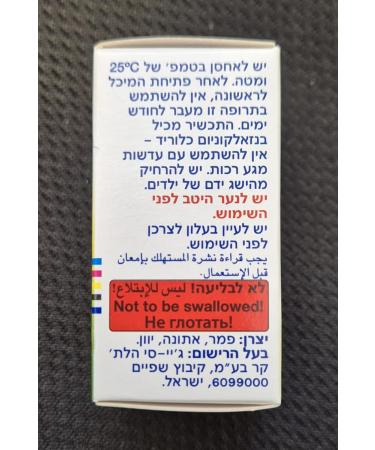 יש לאחסן בטמפ׳ של 25°C
ומטה. לאחר פתיחת המיכל
לראשונה, אין להשתמש
בתרופה זו מעבר לחודש
ימים. התכשיר מכיל
בנזאלקוניום כלוריד –
אין להשתמש עם עדשות
מגע רכות. יש להרחיק
מהישג ידם של ילדים.
יש לנער היטב לפני
השימוש.
יש לעיין בעלון לצרכן
לפני השימוש.
يجب قراءة نشرة المستهلك بإمعان
قبل الإستعمال.
לא לבליעה! ليس للإبتلاع!
Not to be swallowed!
Не глотать!
יצרן: פמר, אתונה, יוון.
בעל הרישום: ג׳יי-סי הלת׳
קר בע״מ, קיבוץ שפיים
6099000, ישראל.